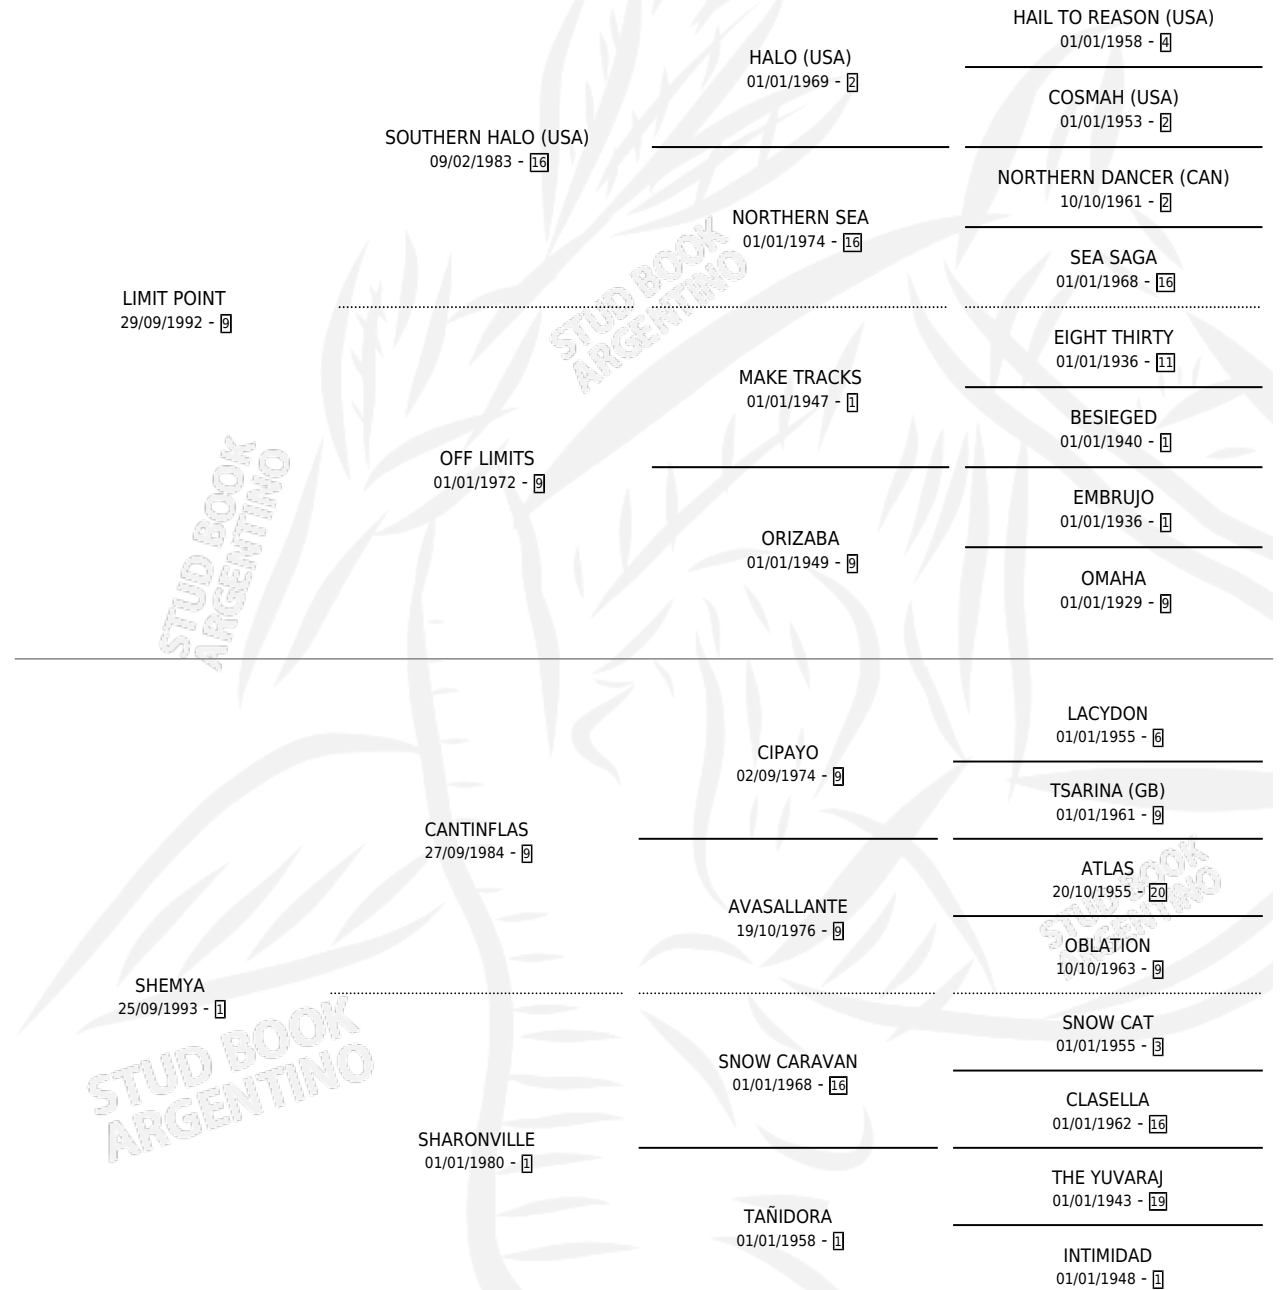 HAIL TO REASON (USA)
01/01/1958 - 4
HALO (USA)
01/01/1969 - 2
COSMAH (USA)
01/01/1953 - 2
SOUTHERN HALO (USA)
09/02/1983 - 16
NORTHERN DANCER (CAN)
10/10/1961 - 2
NORTHERN SEA
01/01/1974 - 16
SEA SAGA
01/01/1968 - 16
STUD BOOK
ARGENTINO
LIMIT POINT
29/09/1992 - 9
EIGHT THIRTY
01/01/1936 - 11
MAKE TRACKS
01/01/1947 - 1
BESIEGED
01/01/1940 - 1
OFF LIMITS
01/01/1972 - 9
EMBRUJO
01/01/1936 - 1
ORIZABA
01/01/1949 - 9
OMAHA
01/01/1929 - 9
STUD BOOK
ARGENTINO
LACYDON
01/01/1955 - 6
CIPAYO
02/09/1974 - 9
TSARINA (GB)
01/01/1961 - 9
CANTINFLAS
27/09/1984 - 9
ATLAS
20/10/1955 - 20
AVASALLANTE
19/10/1976 - 9
OBLATION
10/10/1963 - 9
STUD BOOK
ARGENTINO
SHEMYA
25/09/1993 - 1
SNOW CAT
01/01/1955 - 3
SNOW CARAVAN
01/01/1968 - 16
CLASELLA
01/01/1962 - 16
STUD BOOK
ARGENTINO
SHARONVILLE
01/01/1980 - 1
THE YUVARAJ
01/01/1943 - 19
TAÑIDORA
01/01/1958 - 1
INTIMIDAD
01/01/1948 - 1